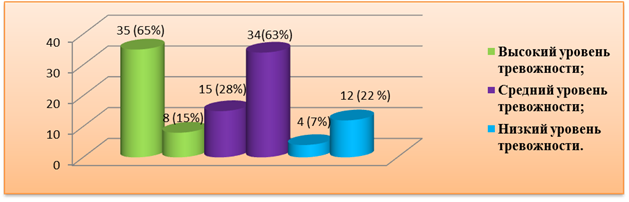 40
30
20
10
0
35 (65%)
8 (15%)
15 (28%)
34(63%)
4 (7%)
12 (22 %)
Высокий уровень
тревожности;
Средний уровень
тревожности;
Низкий уровень
тревожности.